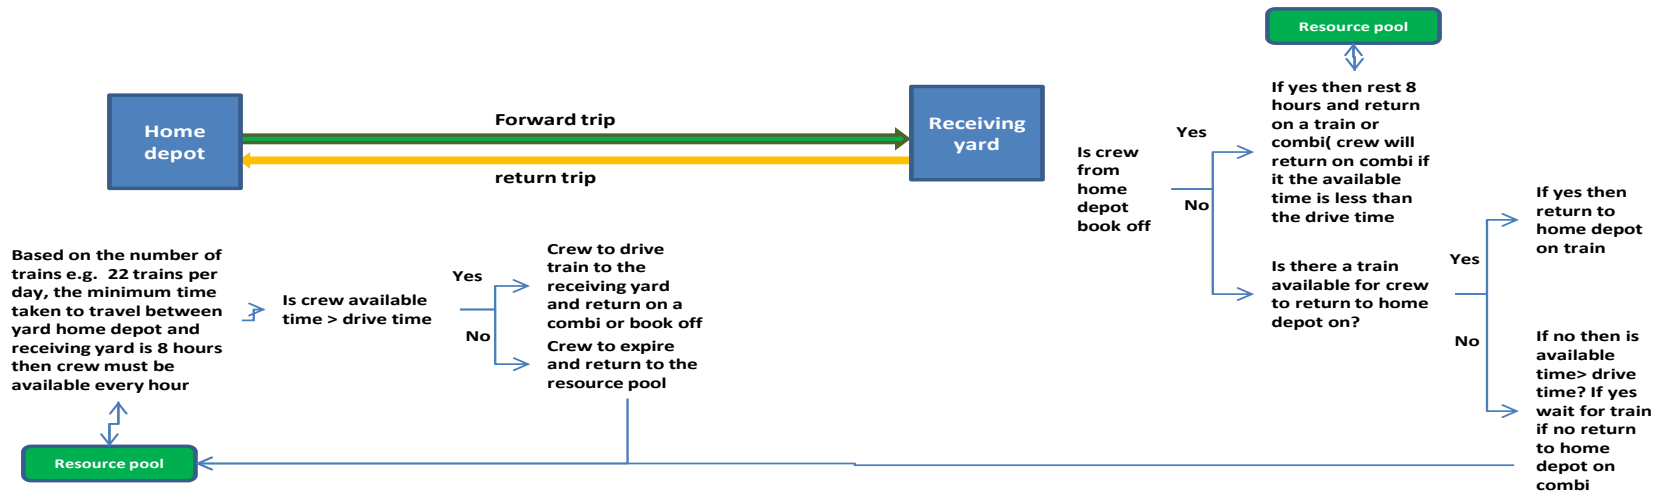 Resource pool
Home
depot
Forward trip
return trip
Receiving
yard
Is crew
from
home
depot
book off
Yes
No
If yes then rest 8
hours and return
on a train or
combi( crew will
return on combi if
it the available
time is less than
the drive time
Is there a train
available for crew
to return to home
depot on?
Yes
No
If yes then
return to
home depot
on train
If no then is
available
time> drive
time? If yes
wait for train
if no return
to home
depot on
combi
Based on the number of
trains e.g. 22 trains per
day, the minimum time
taken to travel between
yard home depot and
receiving yard is 8 hours
then crew must be
available every hour
Is crew available
time > drive time
Yes
No
Crew to drive
train to the
receiving yard
and return on a
combi or book off
Crew to expire
and return to the
resource pool
Resource pool